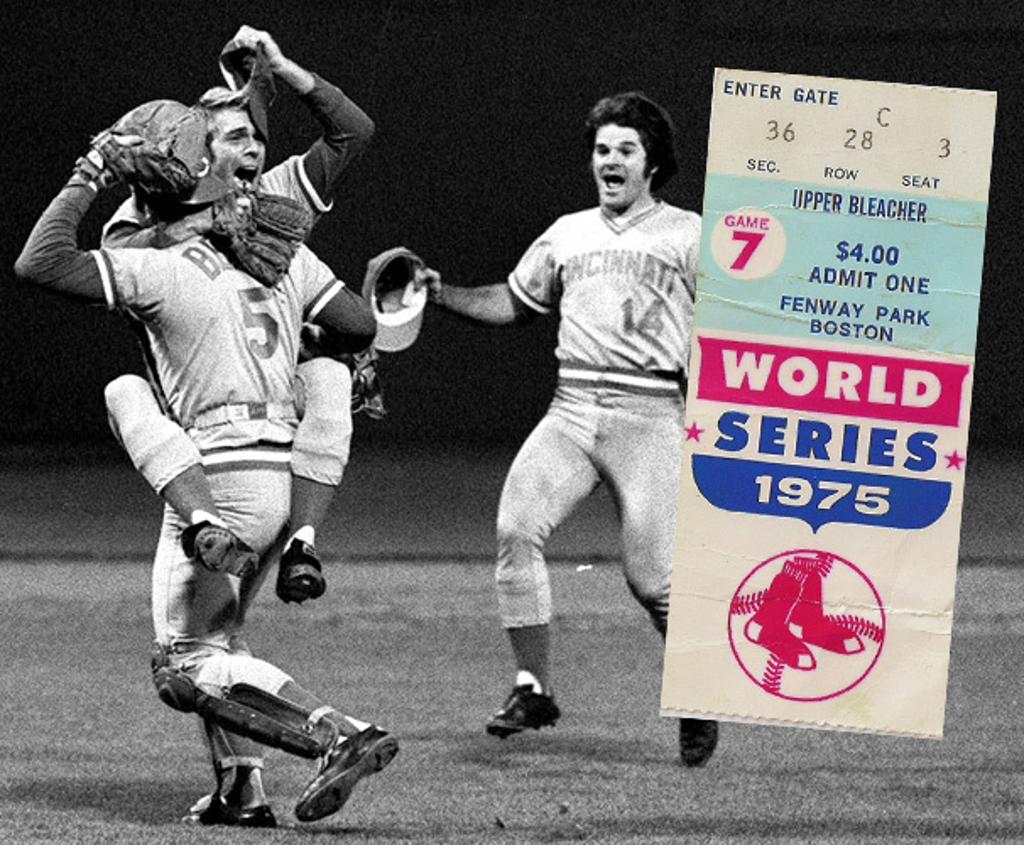 B
5
CINCINNATI
14
ENTER GATE
C
36 28 3
SEC. ROW SEAT
UPPER BLEACHER
GAME
7
$4.00
ADMIT ONE
FENWAY PARK
BOSTON
WORLD
SERIES
1975